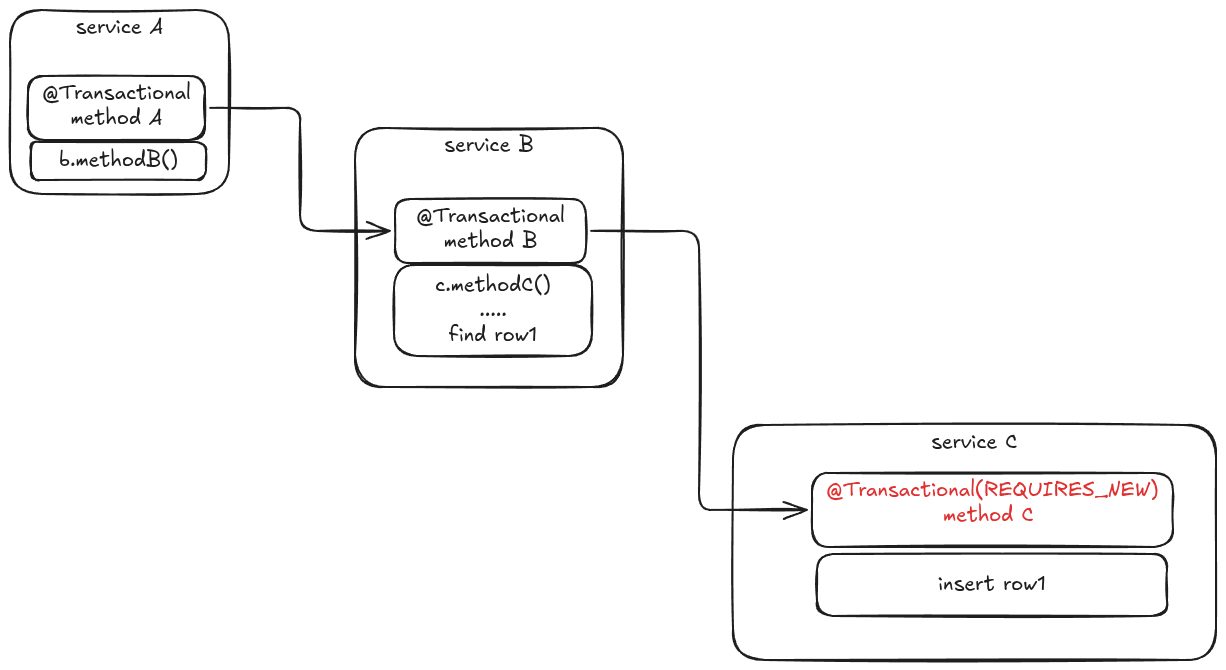 service A
@Transactional
method A
b.methodB()
service B
@Transactional
method B
c.methodC()
.....
find row1
service C
@Transactional(REQUIRES_NEW)
method C
insert row1